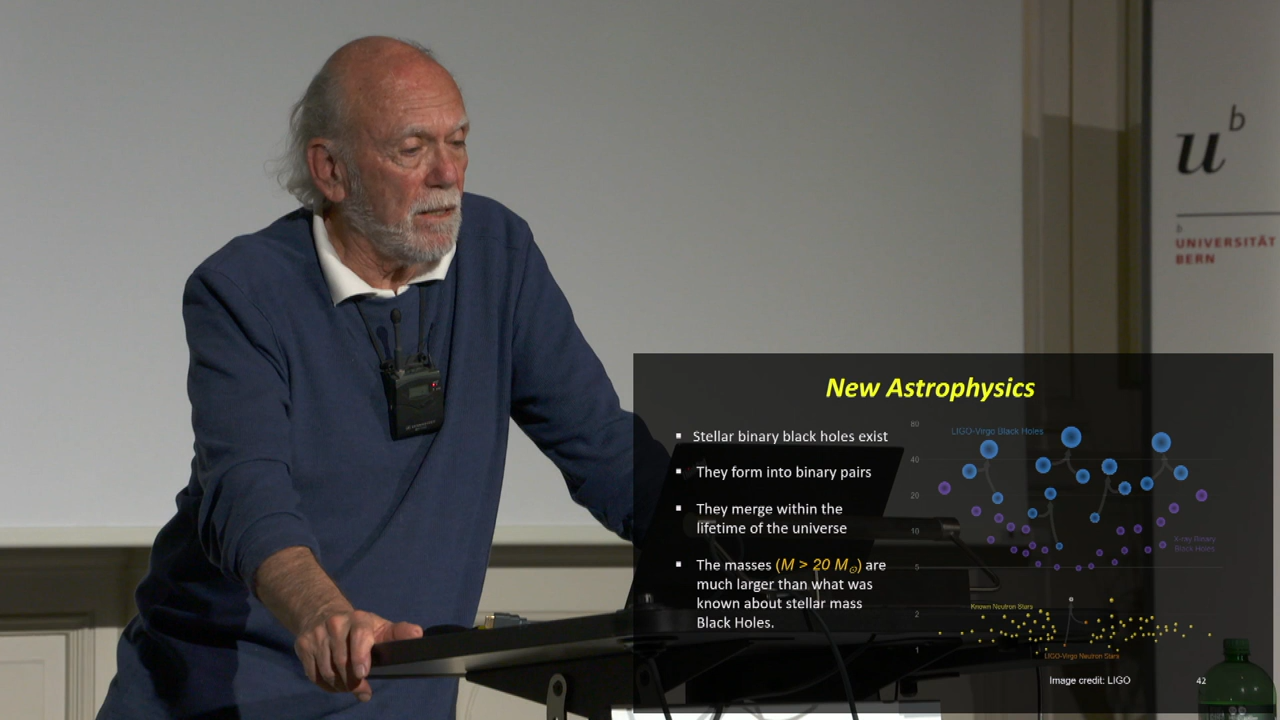 u
b
b
UNIVERSITÄT
BERN
New Astrophysics
▪ Stellar binary black holes exist
▪ They form into binary pairs
▪ They merge within the
lifetime of the universe
▪ The masses (M > 20 M☉) are
much larger than what was
known about stellar mass
Black Holes.
80
LIGO-Virgo Black Holes
40
20
10
X-ray Binary
Black Holes
5
Known Neutron Stars
2
1
LIGO-Virgo Neutron Stars
Image credit: LIGO
42